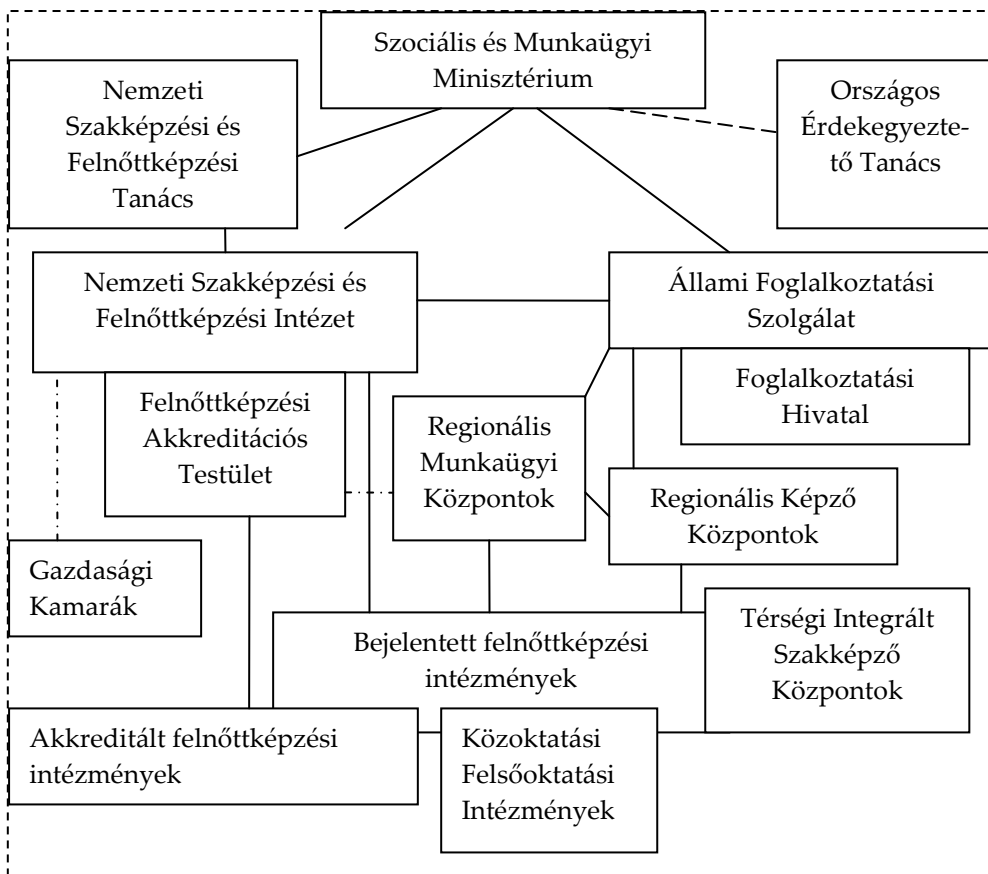 Szociális és Munkaügyi
Minisztérium
Nemzeti
Szakképzési és
Felnőttképzési
Tanács
Országos
Érdekegyezte-
tő Tanács
Nemzeti Szakképzési és
Felnőttképzési Intézet
Állami Foglalkoztatási
Szolgálat
Foglalkoztatási
Hivatal
Felnőttképzési
Akkreditációs
Testület
Regionális
Munkaügyi
Központok
Regionális Képző
Központok
Gazdasági
Kamarák
Bejelentett felnőttképzési
intézmények
Térségi Integrált
Szakképző
Központok
Akkreditált felnőttképzési
intézmények
Közoktatási
Felsőoktatási
Intézmények